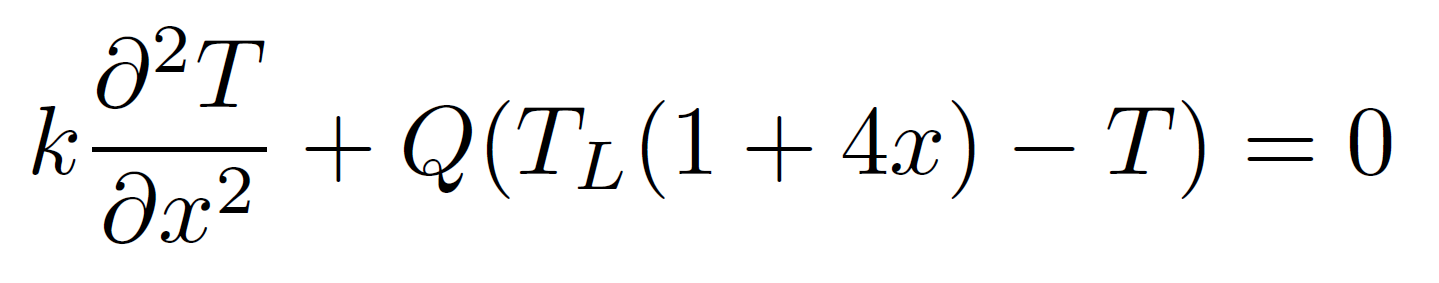 k ∂²T/∂x² + Q(T_L(1 + 4x) − T) = 0